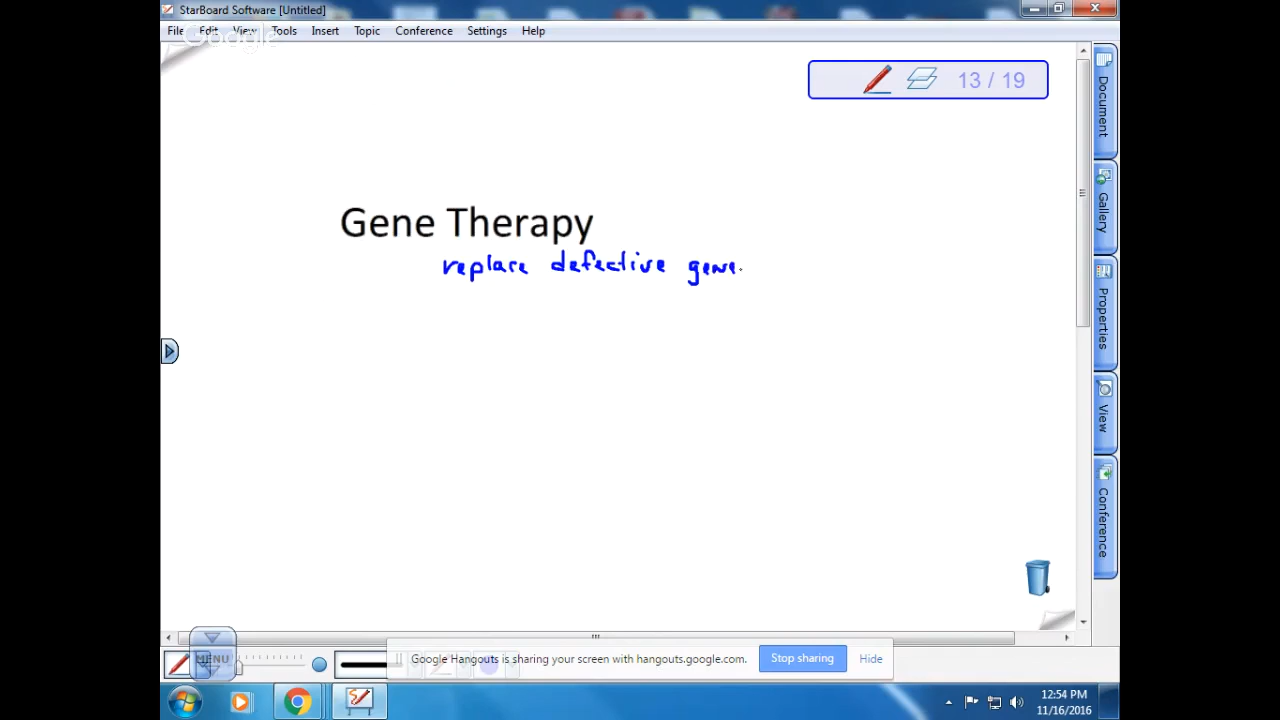 StarBoard Software [Untitled]
File Edit View Tools Insert Topic Conference Settings Help
Google
13 / 19
Document
Gallery
Properties
View
Conference
Gene Therapy
replace defective gene
MENU
Google Hangouts is sharing your screen with hangouts.google.com. Stop sharing Hide
12:54 PM
11/16/2016